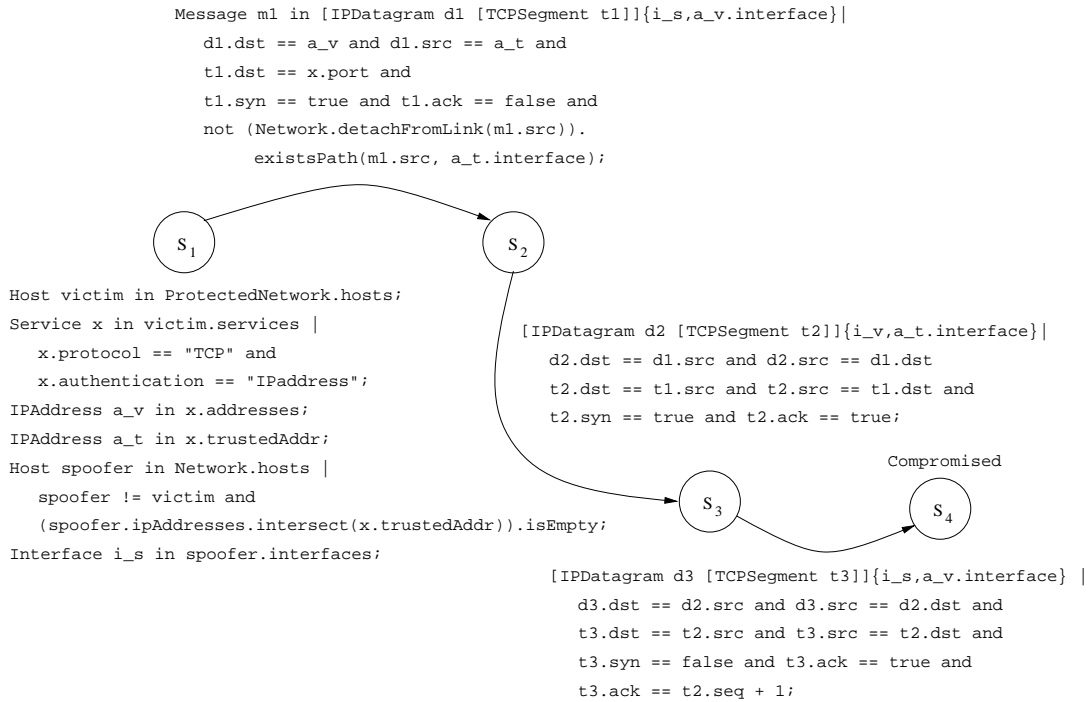 Message m1 in [IPDatagram d1 [TCPSegment t1]]{i_s,a_v.interface}|
d1.dst == a_v and d1.src == a_t and
t1.dst == x.port and
t1.syn == true and t1.ack == false and
not (Network.detachFromLink(m1.src)).
existsPath(m1.src, a_t.interface);
S1
S2
Host victim in ProtectedNetwork.hosts;
Service x in victim.services |
x.protocol == "TCP" and
x.authentication == "IPaddress";
IPAddress a_v in x.addresses;
IPAddress a_t in x.trustedAddr;
Host spoofer in Network.hosts |
spoofer != victim and
(spoofer.ipAddresses.intersect(x.trustedAddr)).isEmpty;
Interface i_s in spoofer.interfaces;
[IPDatagram d2 [TCPSegment t2]]{i_v,a_t.interface}|
d2.dst == d1.src and d2.src == d1.dst
t2.dst == t1.src and t2.src == t1.dst and
t2.syn == true and t2.ack == true;
Compromised
S3
S4
[IPDatagram d3 [TCPSegment t3]]{i_s,a_v.interface} |
d3.dst == d2.src and d3.src == d2.dst and
t3.dst == t2.src and t3.src == t2.dst and
t3.syn == false and t3.ack == true and
t3.ack == t2.seq + 1;